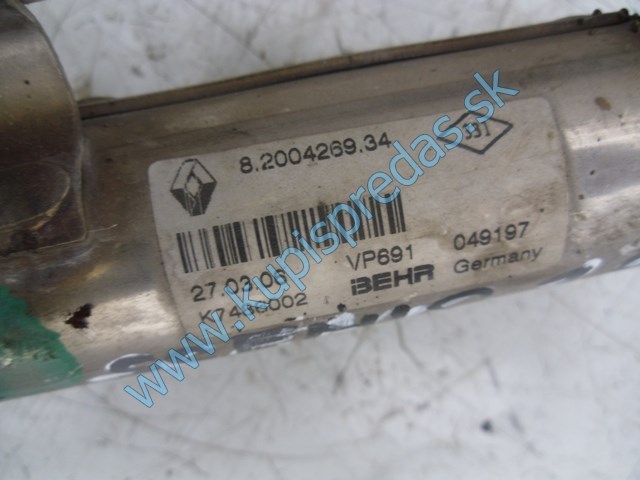 8.2004269.34
331
VP691
049197
27.03.06
BEHR
Germany
www.kupispredas.sk